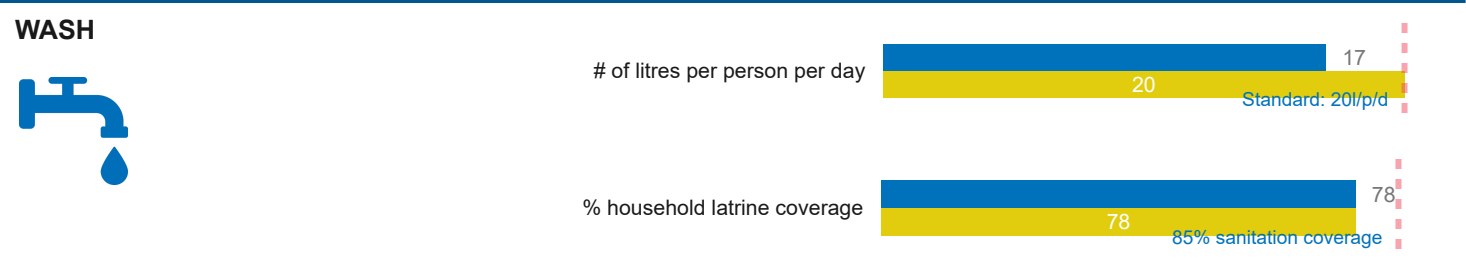 WASH
# of litres per person per day
17
20
Standard: 20l/p/d
% household latrine coverage
78
78
85% sanitation coverage